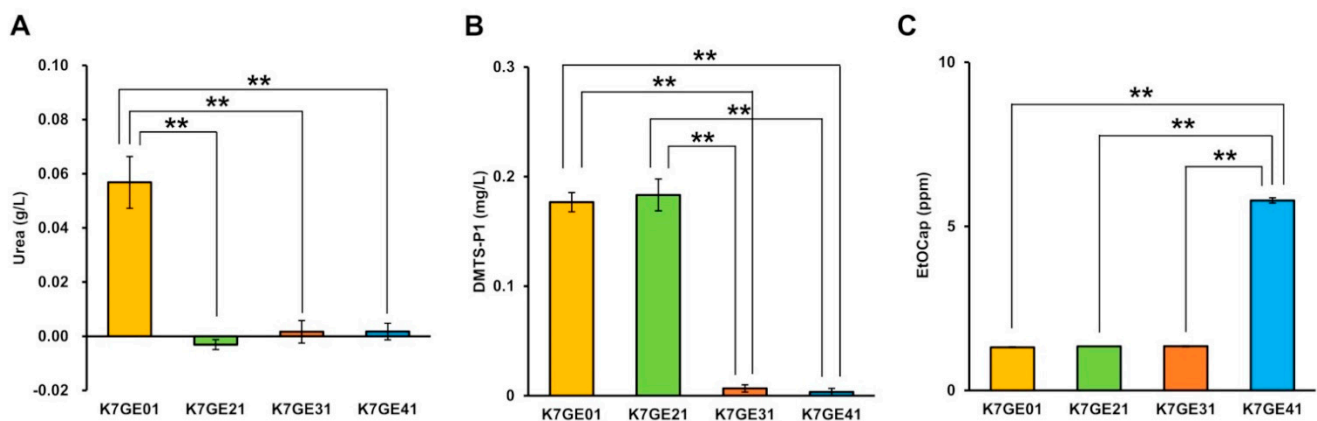 A
Urea (g/L)
0.10
0.08
0.06
0.04
0.02
0.00
-0.02
**
**
**
K7GE01 K7GE21 K7GE31 K7GE41
B
DMTS-P1 (mg/L)
0.3
0.2
0.1
0
**
**
**
**
K7GE01 K7GE21 K7GE31 K7GE41
C
EtOCap (ppm)
10
5
0
**
**
**
K7GE01 K7GE21 K7GE31 K7GE41